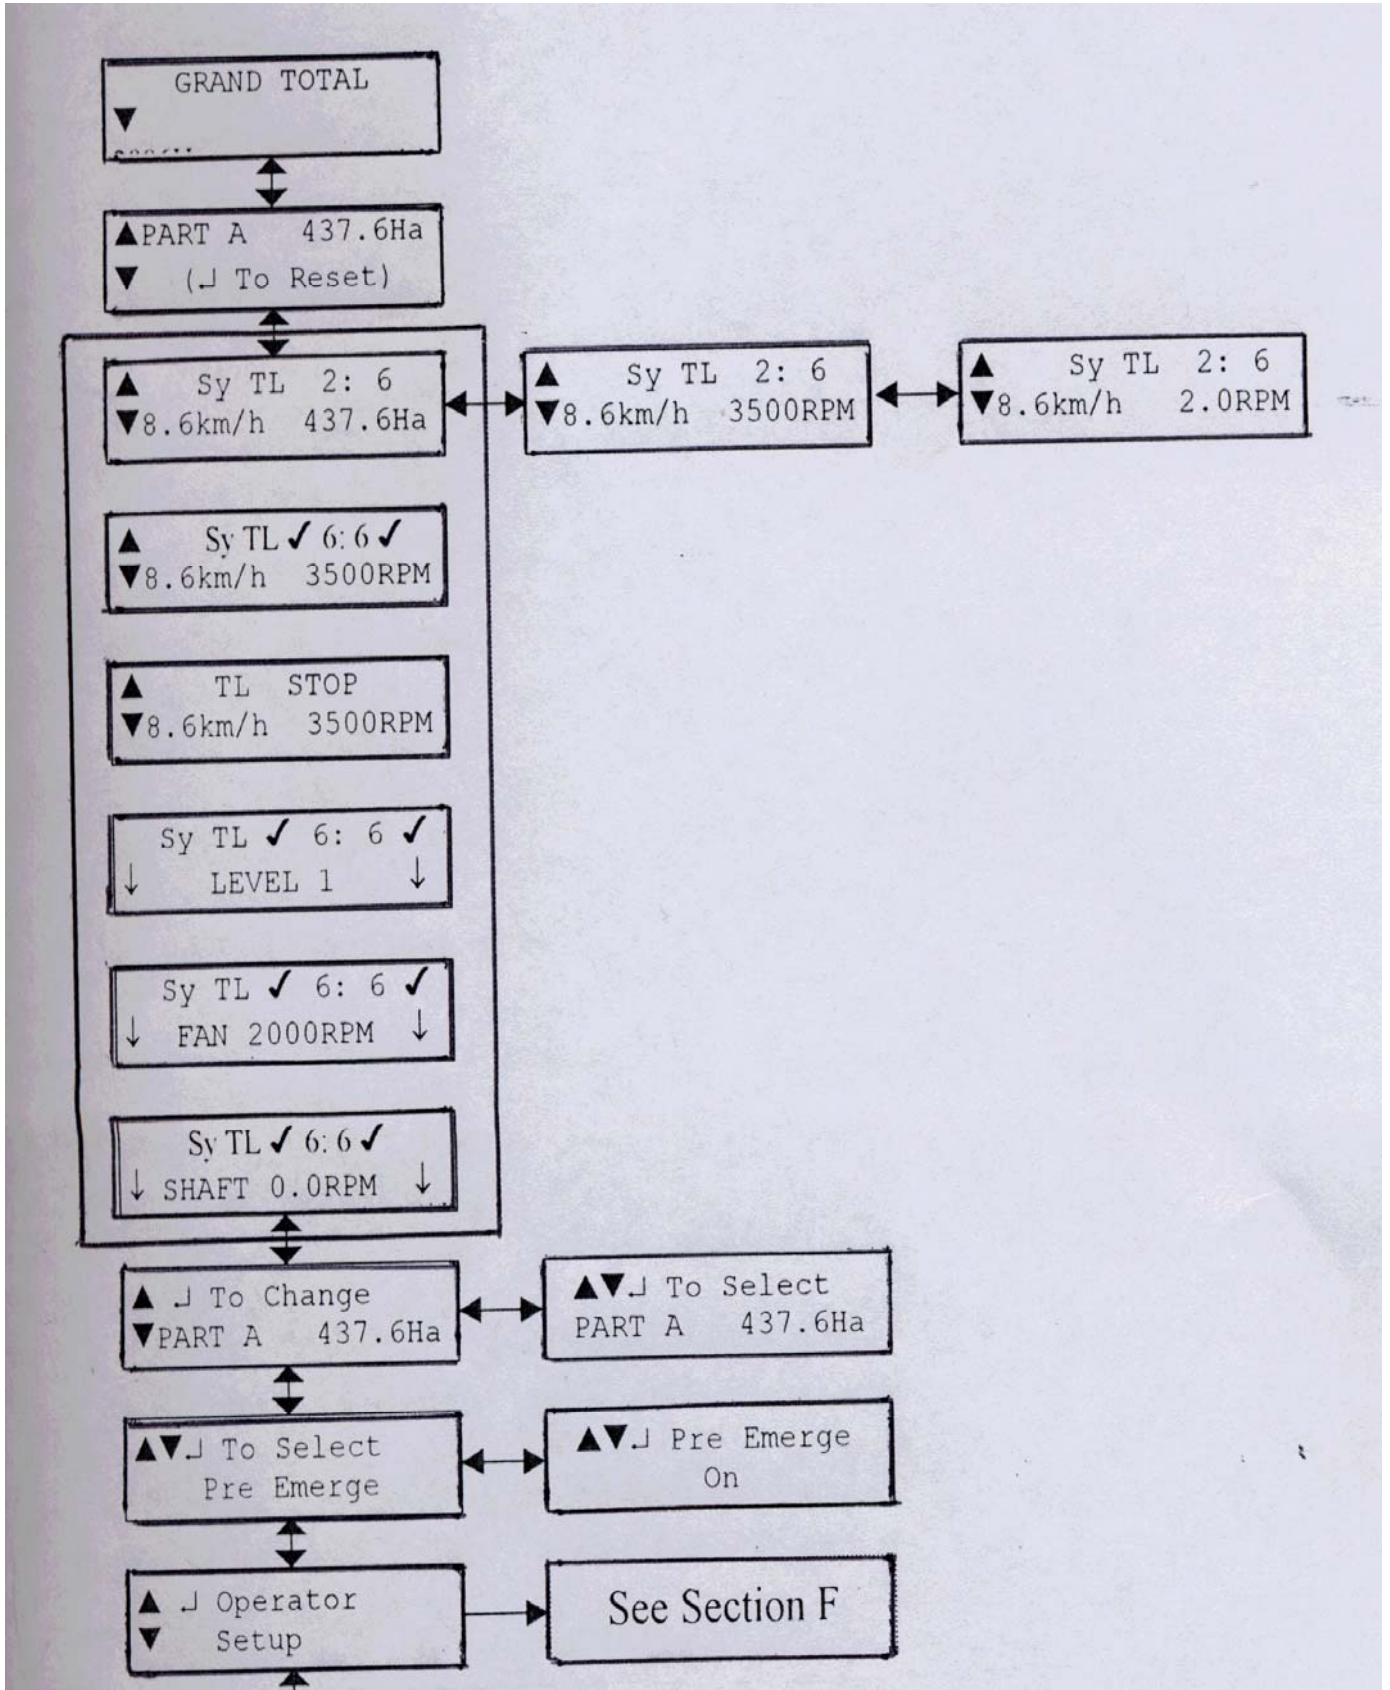 GRAND TOTAL
▼
▲PART A 437.6Ha
▼ (┘ To Reset)
▲ Sy TL 2: 6
▼8.6km/h 437.6Ha
▲ Sy TL 2: 6
▼8.6km/h 3500RPM
▲ Sy TL 2: 6
▼8.6km/h 2.0RPM
▲ Sy TL ✓ 6: 6 ✓
▼8.6km/h 3500RPM
▲ TL STOP
▼8.6km/h 3500RPM
Sy TL ✓ 6: 6 ✓
↓ LEVEL 1 ↓
Sy TL ✓ 6: 6 ✓
↓ FAN 2000RPM ↓
Sy TL ✓ 6: 6 ✓
↓ SHAFT 0.0RPM ↓
▲ ┘ To Change
▼PART A 437.6Ha
▲▼┘ To Select
PART A 437.6Ha
▲▼┘ To Select
Pre Emerge
▲▼┘ Pre Emerge
On
▲ ┘ Operator
▼ Setup
See Section F